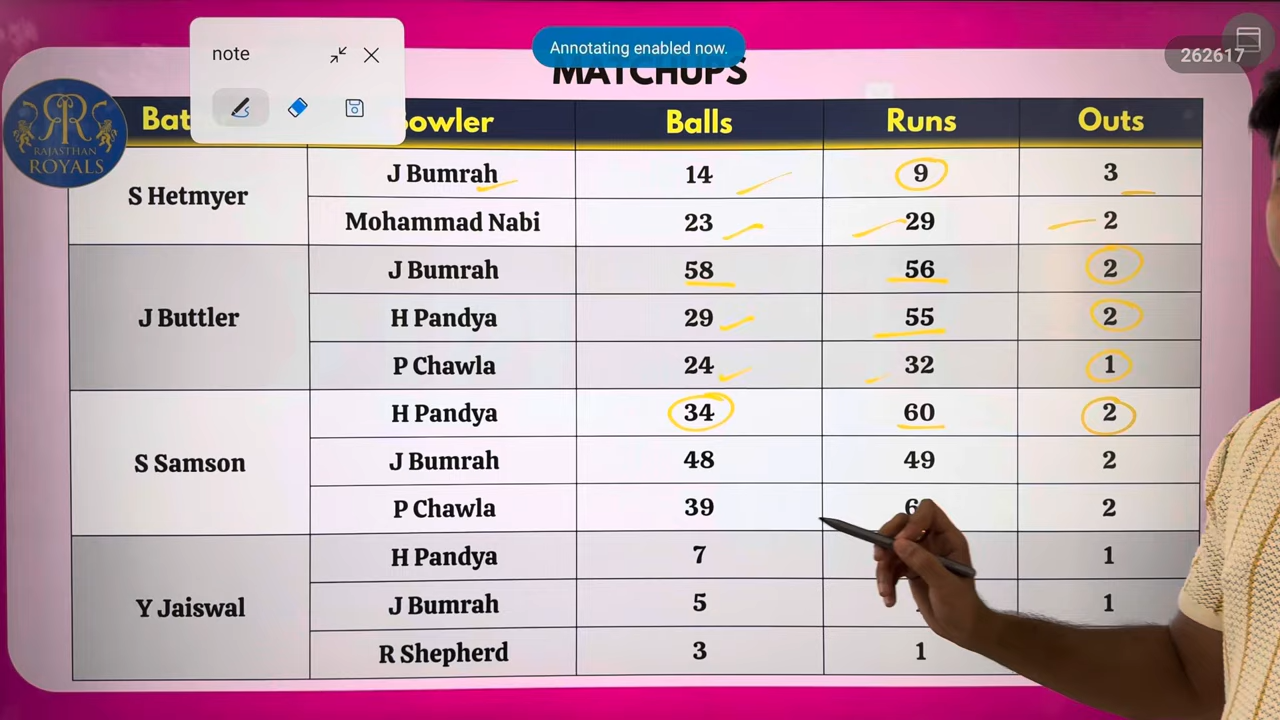 note
Annotating enabled now.
262617
MATCHUPS
RAJASTHAN
ROYALS
Bat Bowler Balls Runs Outs
S Hetmyer
J Bumrah 14 9 3
Mohammad Nabi 23 29 2
J Buttler
J Bumrah 58 56 2
H Pandya 29 55 2
P Chawla 24 32 1
S Samson
H Pandya 34 60 2
J Bumrah 48 49 2
P Chawla 39 2
Y Jaiswal
H Pandya 7 1
J Bumrah 5 1
R Shepherd 3 1